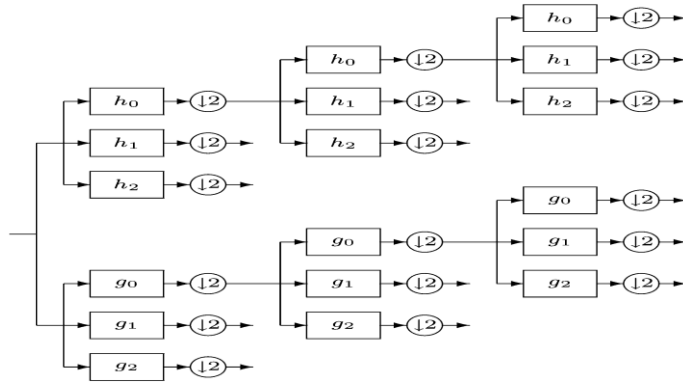 h₀ ↓2
h₀ ↓2 h₁ ↓2
h₀ ↓2 h₁ ↓2 h₂ ↓2
h₁ ↓2 h₂ ↓2
h₂ ↓2
g₀ ↓2
g₀ ↓2 g₁ ↓2
g₀ ↓2 g₁ ↓2 g₂ ↓2
g₁ ↓2 g₂ ↓2
g₂ ↓2